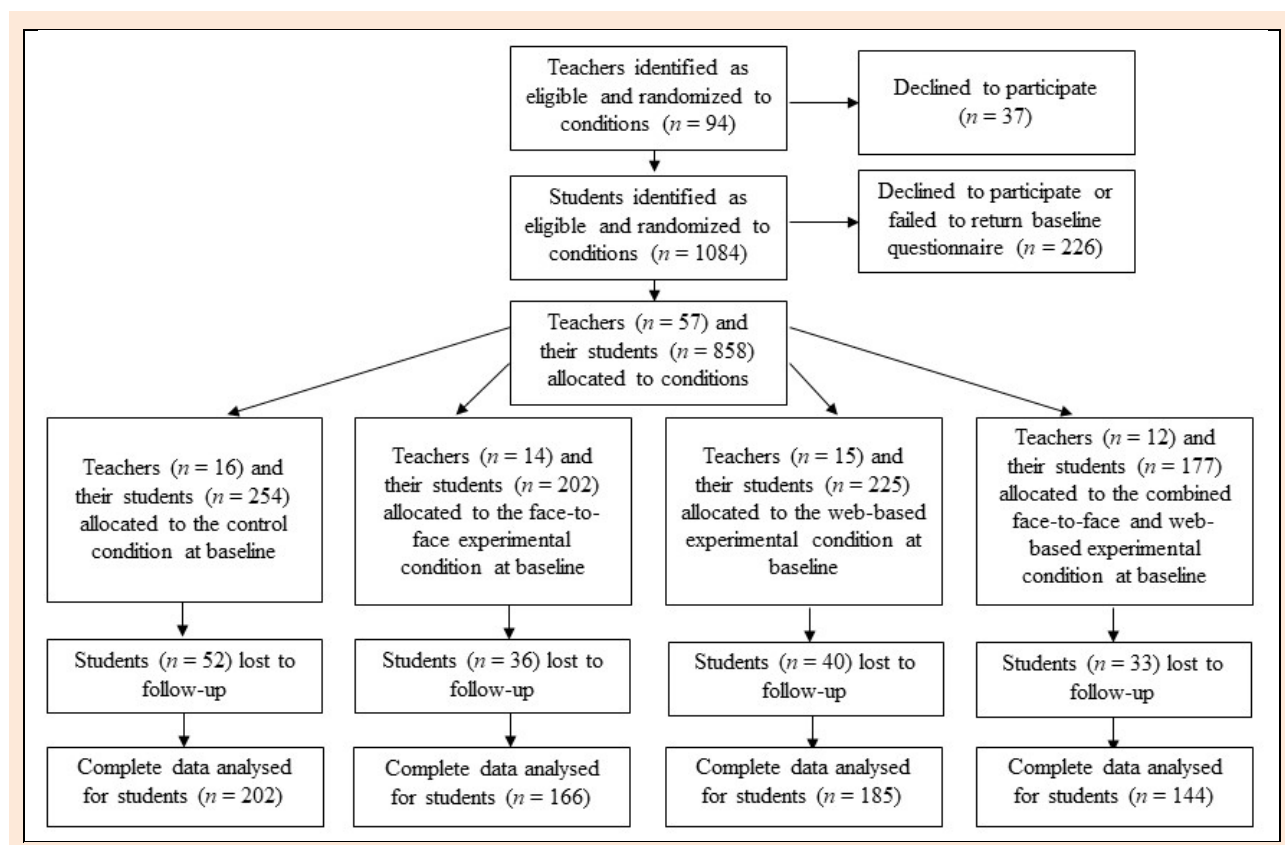 Teachers identified as
eligible and randomized to
conditions (n = 94)
Declined to participate
(n = 37)
Students identified as
eligible and randomized to
conditions (n = 1084)
Declined to participate or
failed to return baseline
questionnaire (n = 226)
Teachers (n = 57) and
their students (n = 858)
allocated to conditions
Teachers (n = 16) and
their students (n = 254)
allocated to the control
condition at baseline
Teachers (n = 14) and
their students (n = 202)
allocated to the face-to-
face experimental
condition at baseline
Teachers (n = 15) and
their students (n = 225)
allocated to the web-based
experimental condition at
baseline
Teachers (n = 12) and
their students (n = 177)
allocated to the combined
face-to-face and web-
based experimental
condition at baseline
Students (n = 52) lost to
follow-up
Students (n = 36) lost to
follow-up
Students (n = 40) lost to
follow-up
Students (n = 33) lost to
follow-up
Complete data analysed
for students (n = 202)
Complete data analysed
for students (n = 166)
Complete data analysed
for students (n = 185)
Complete data analysed
for students (n = 144)